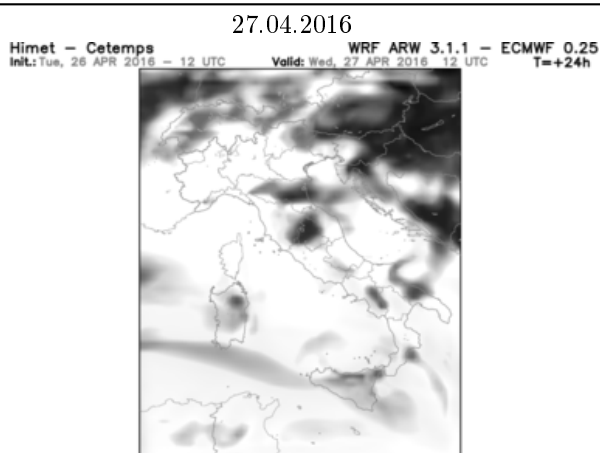 27.04.2016
Himet – Cetemps WRF ARW 3.1.1 – ECMWF 0.25
Init.: Tue, 26 APR 2016 – 12 UTC Valid: Wed, 27 APR 2016 12 UTC T=+24h